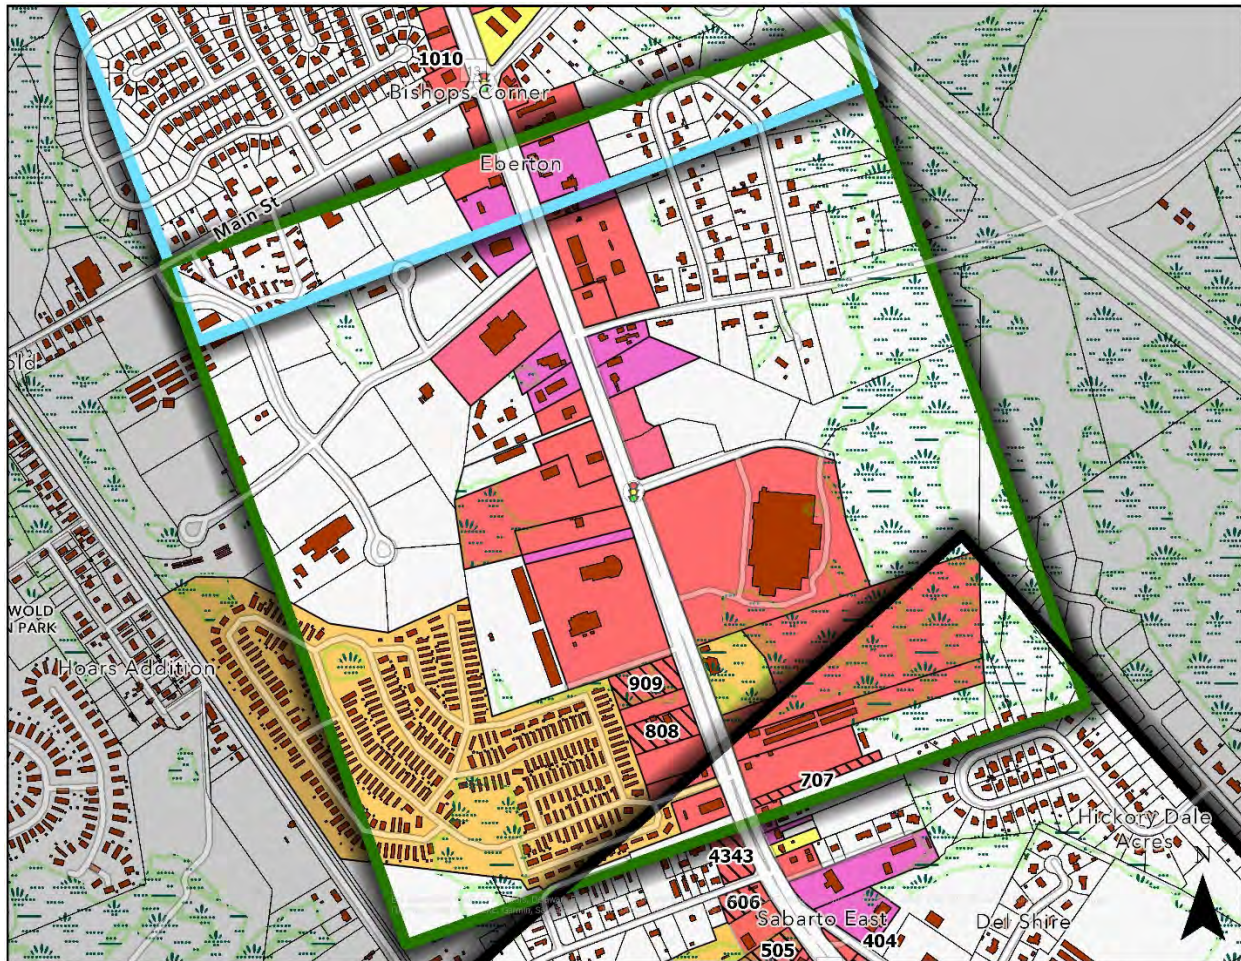 1010
Bishops Corner
Eberton
Main St
old
WOLD
N PARK
Hoars Addition
909
808
707
Hickory Dale
Acres
N
4343
606
Sabarto East
Del Shire
404
505